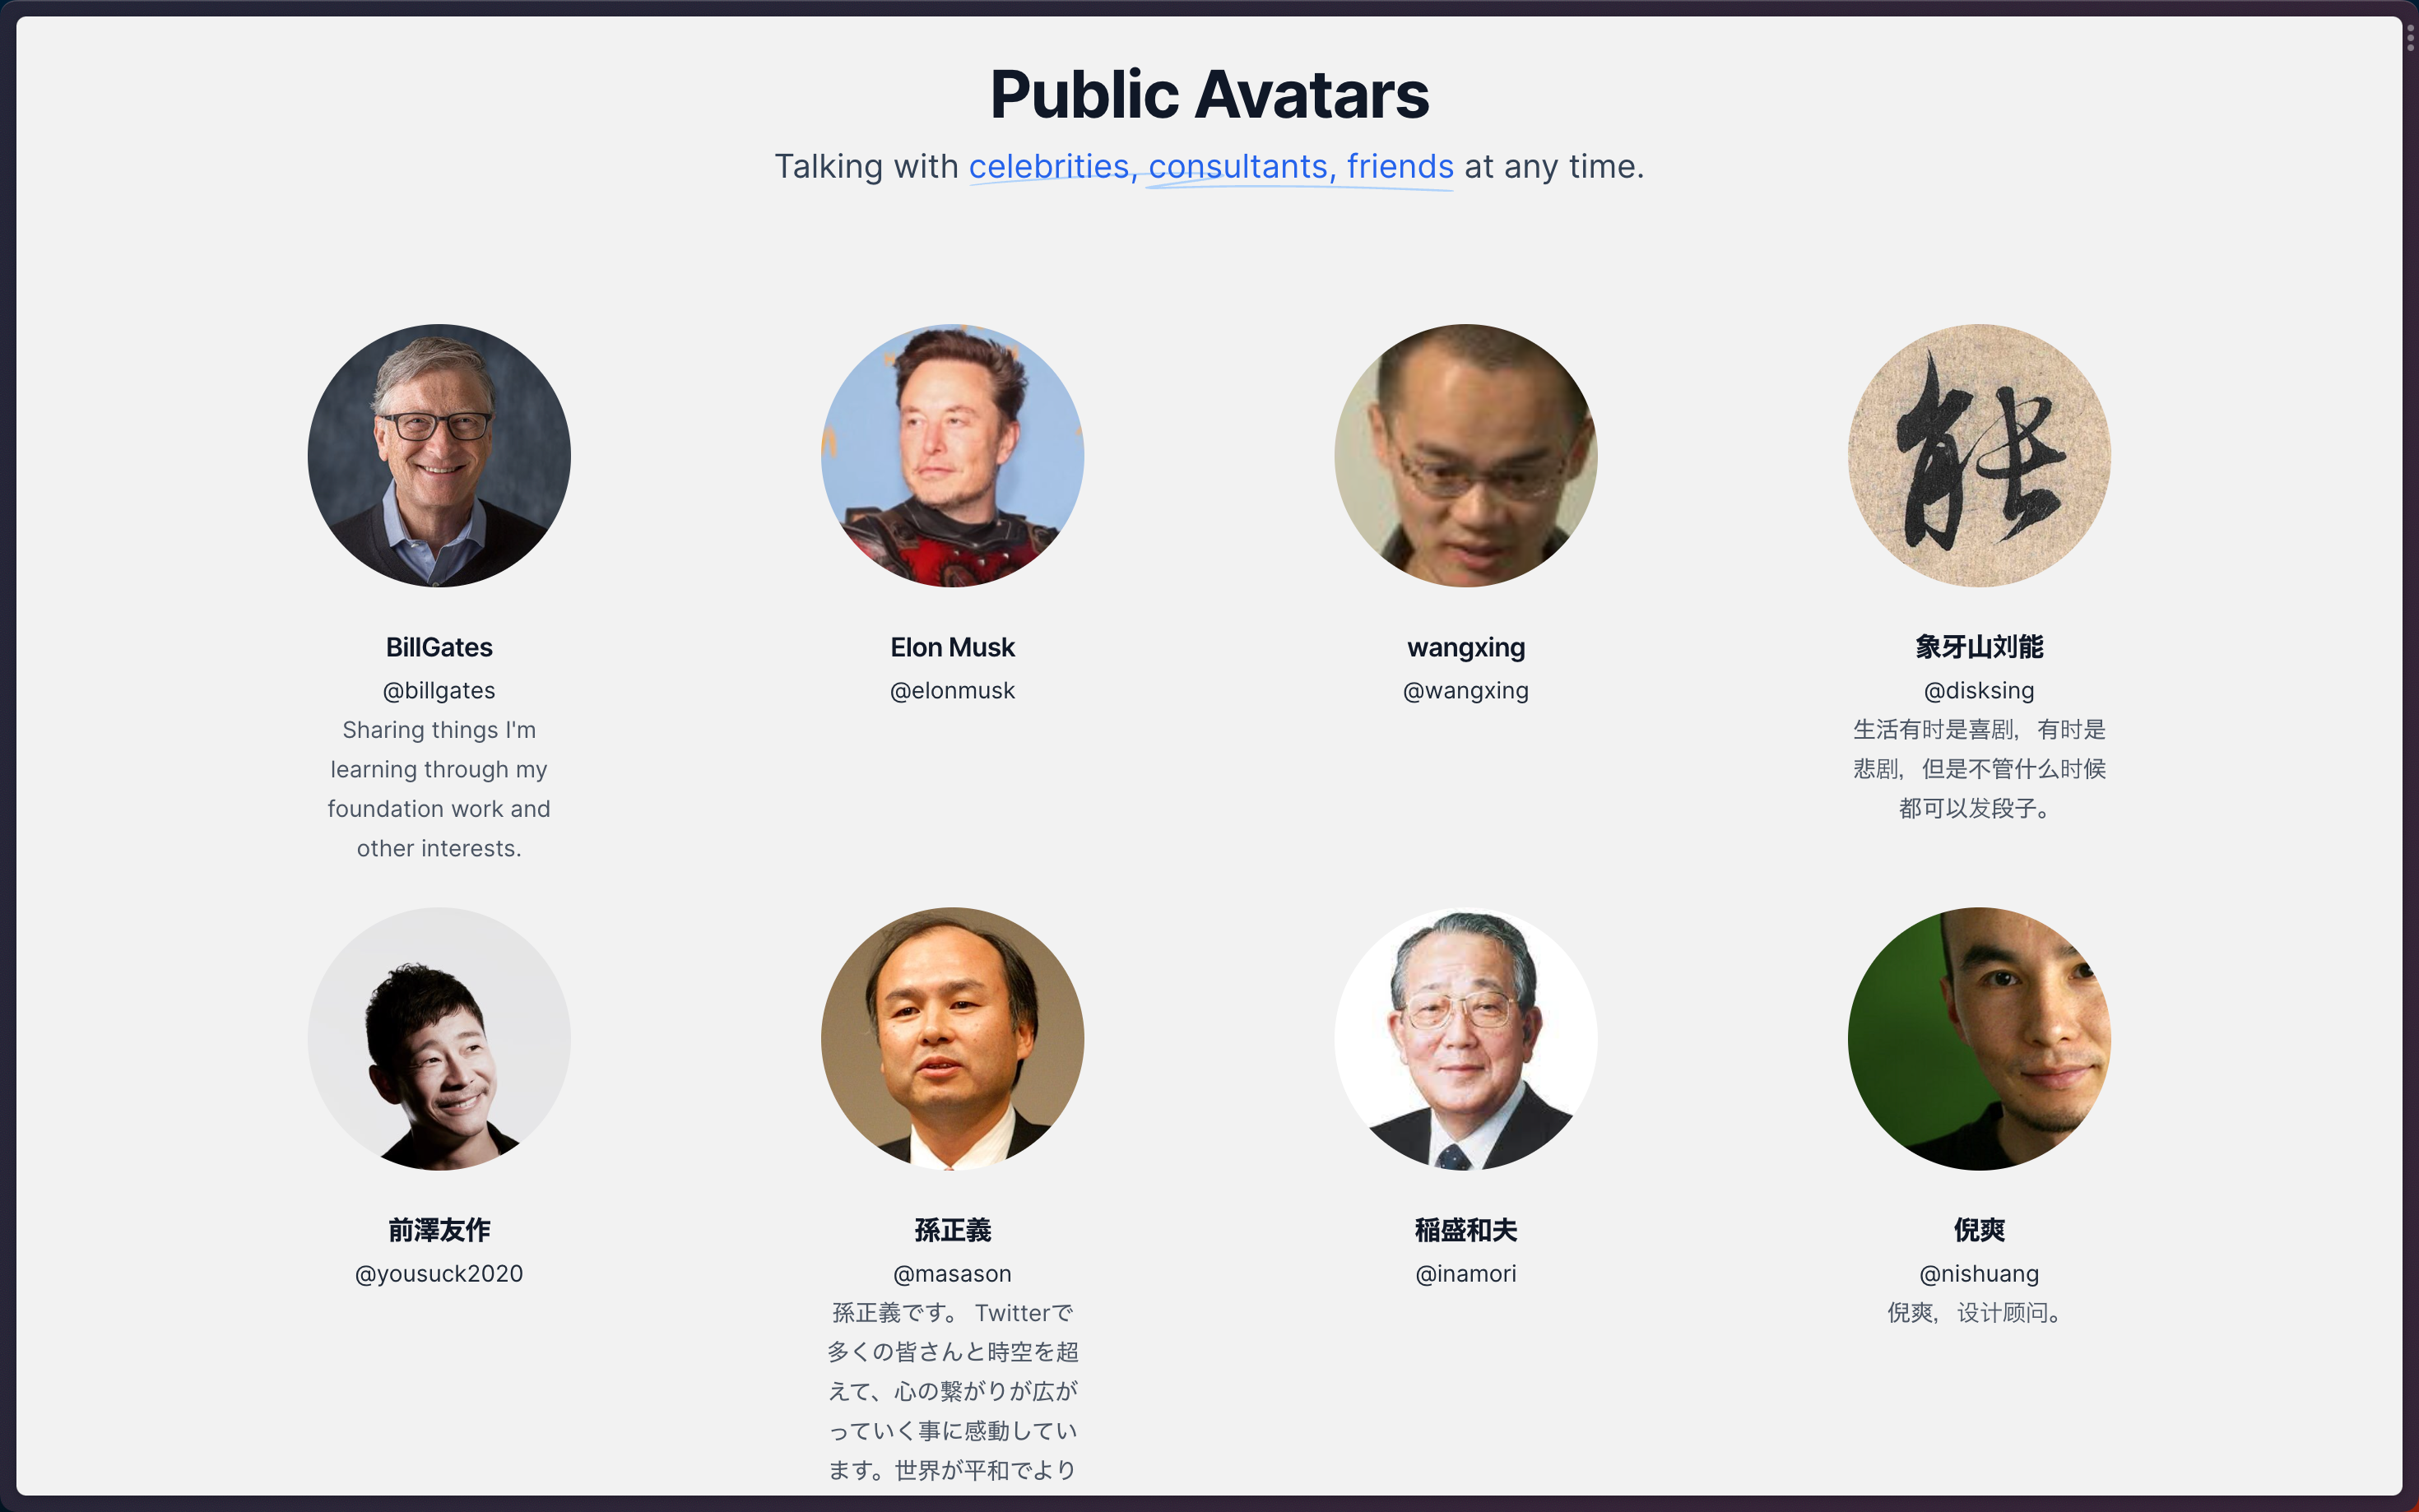 Public Avatars
Talking with celebrities, consultants, friends at any time.
能
BillGates
@billgates
Sharing things I'm
learning through my
foundation work and
other interests.
Elon Musk
@elonmusk
wangxing
@wangxing
象牙山刘能
@disksing
生活有时是喜剧，有时是
悲剧，但是不管什么时候
都可以发段子。
前澤友作
@yousuck2020
孫正義
@masason
孫正義です。 Twitterで
多くの皆さんと時空を超
えて、心の繋がりが広が
っていく事に感動してい
ます。世界が平和でより
稲盛和夫
@inamori
倪爽
@nishuang
倪爽，设计顾问。